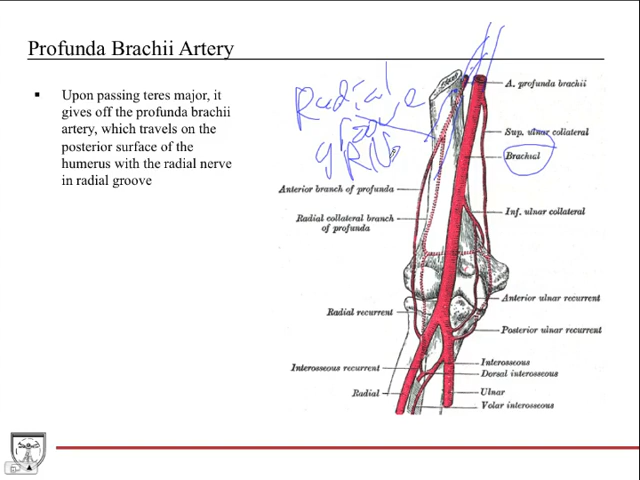 Profunda Brachii Artery
▪ Upon passing teres major, it
gives off the profunda brachii
artery, which travels on the
posterior surface of the
humerus with the radial nerve
in radial groove
Radial
RN
A. profunda brachii
Sup. ulnar collateral
Brachial
Anterior branch of profunda
Radial collateral branch
of profunda
Inf. ulnar collateral
Anterior ulnar recurrent
Radial recurrent
Posterior ulnar recurrent
Interosseous recurrent
Interosseous
Dorsal interosseous
Radial
Ulnar
Volar interosseous